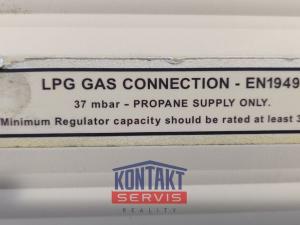 LPG GAS CONNECTION - EN1949
37 mbar - PROPANE SUPPLY ONLY.
Minimum Regulator capacity should be rated at least 3
KONTAKT
SERVIS
REALITY